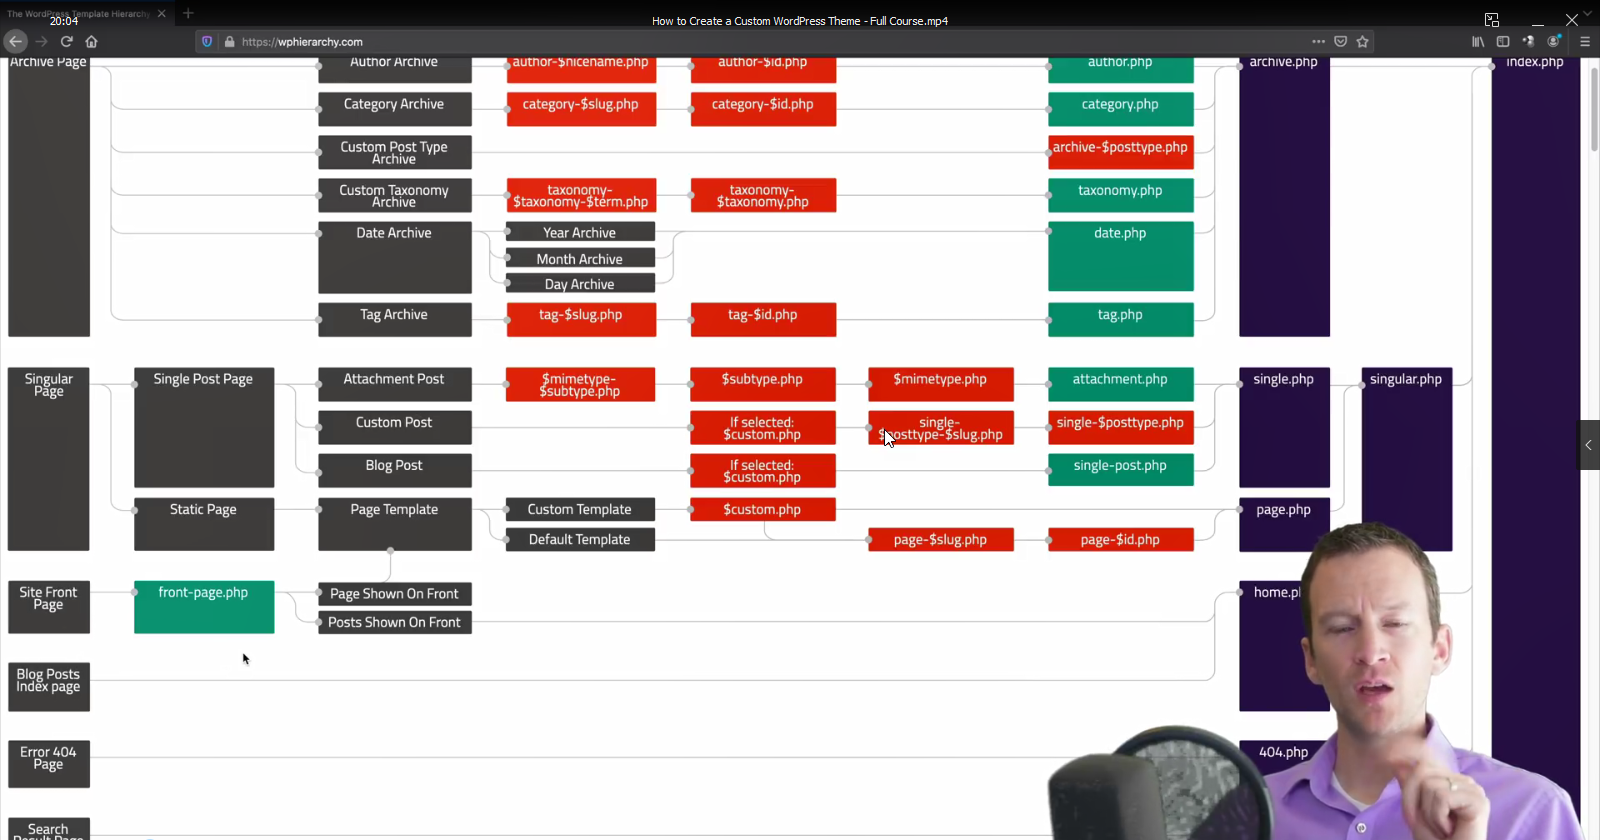 The WordPress Template Hierarchy
20:04
How to Create a Custom WordPress Theme - Full Course.mp4
https://wphierarchy.com
Archive Page
Author Archive
author-$nicename.php
author-$id.php
author.php
archive.php
index.php
Category Archive
category-$slug.php
category-$id.php
category.php
Custom Post Type
Archive
archive-$posttype.php
Custom Taxonomy
Archive
taxonomy-
$taxonomy-$term.php
taxonomy-
$taxonomy.php
taxonomy.php
Date Archive
Year Archive
Month Archive
Day Archive
date.php
Tag Archive
tag-$slug.php
tag-$id.php
tag.php
Singular
Page
Single Post Page
Attachment Post
$mimetype-
$subtype.php
$subtype.php
$mimetype.php
attachment.php
single.php
singular.php
Custom Post
If selected:
$custom.php
single-
$posttype-$slug.php
single-$posttype.php
Blog Post
If selected:
$custom.php
single-post.php
Static Page
Page Template
Custom Template
$custom.php
page.php
Default Template
page-$slug.php
page-$id.php
Site Front
Page
front-page.php
Page Shown On Front
Posts Shown On Front
Blog Posts
Index page
Error 404
Page
404.php
Search
Result Page